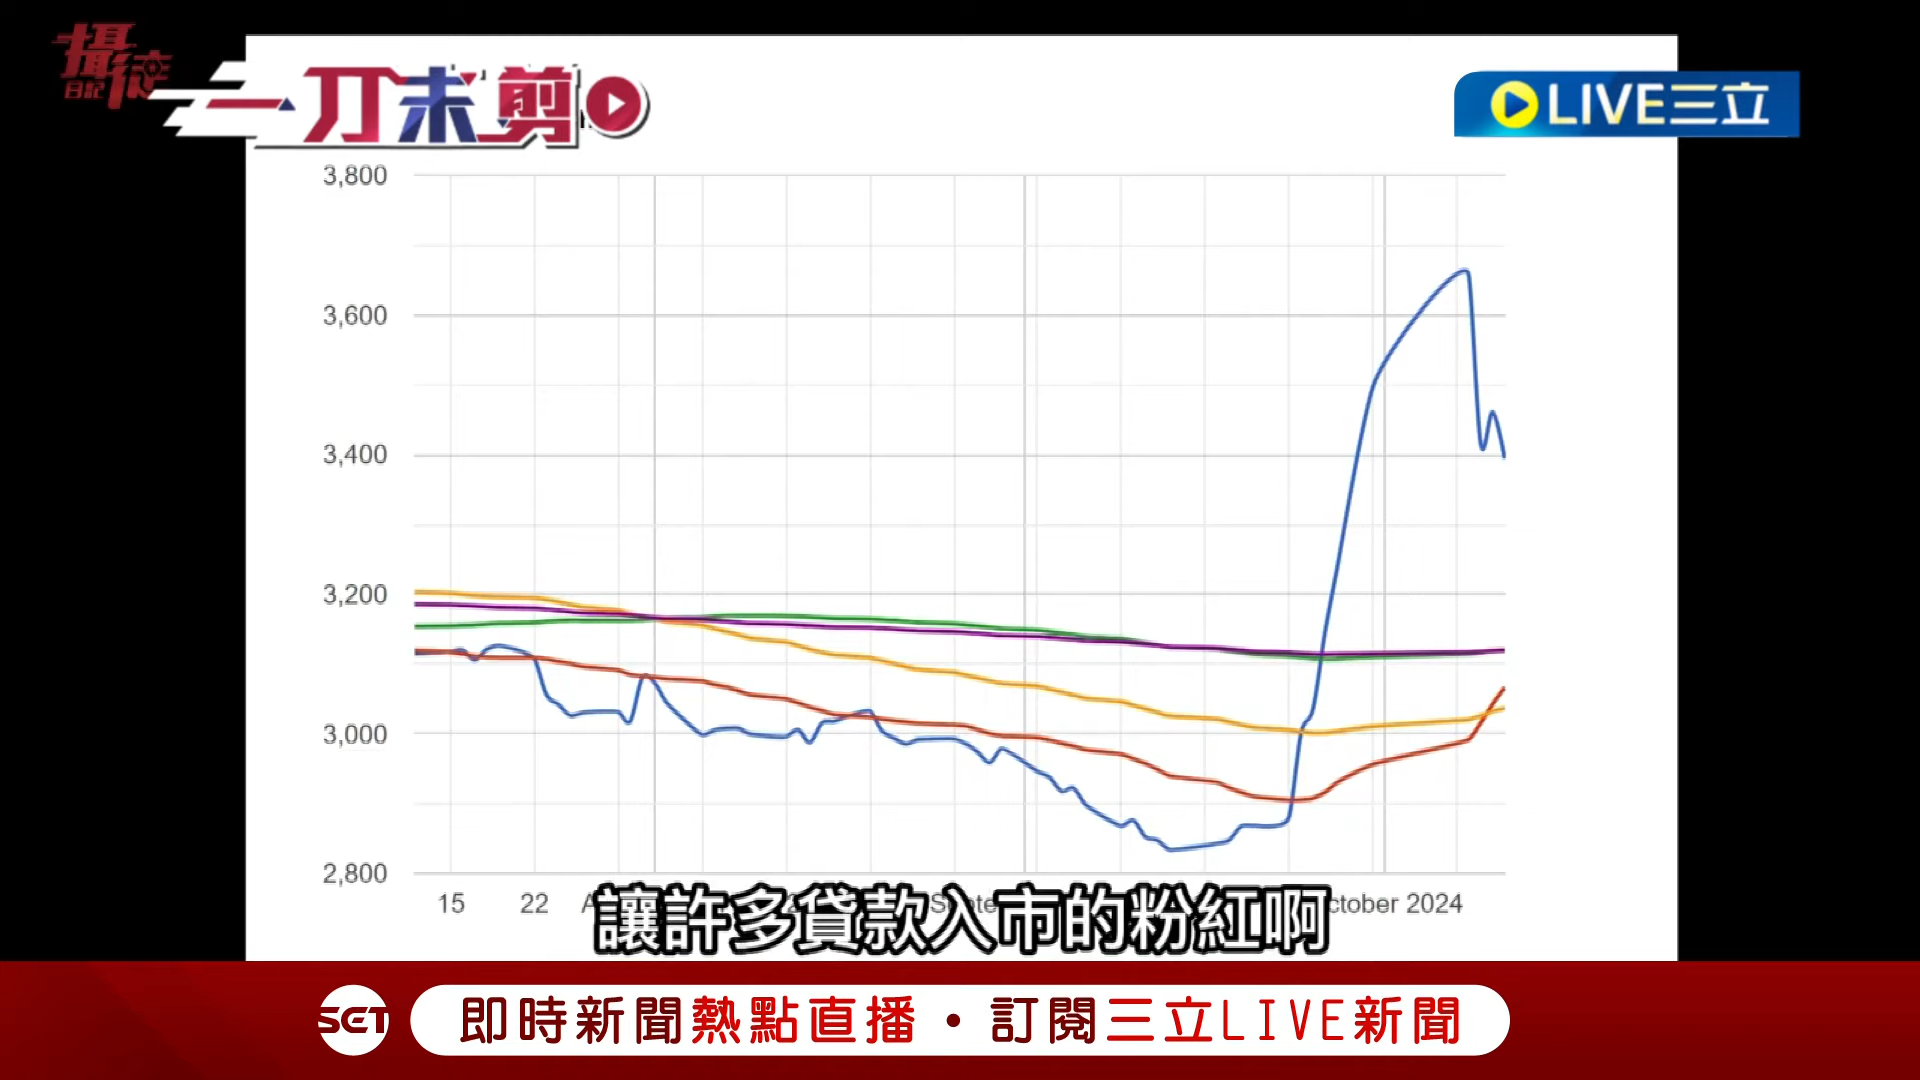 攝徒
日記
一刀未剪
LIVE三立
3,800
3,600
3,400
3,200
3,000
2,800
15 22
ctober 2024
讓許多貸款入市的粉紅啊
SET 即時新聞熱點直播・訂閱三立LIVE新聞